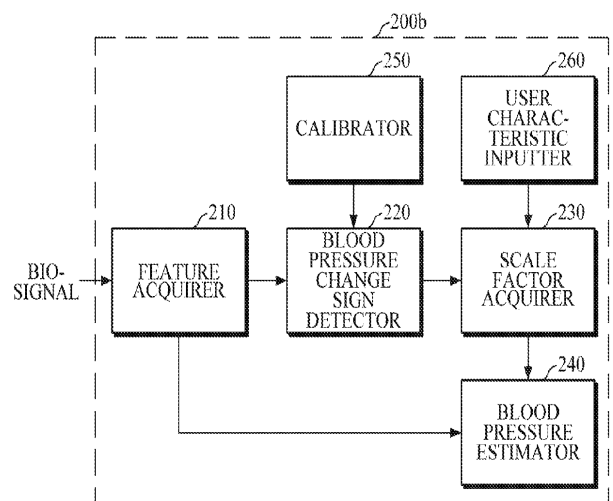 200b
250
260
CALIBRATOR
USER
CHARAC-
TERISTIC
INPUTTER
210
220
230
BIO-
SIGNAL
FEATURE
ACQUIRER
BLOOD
PRESSURE
CHANGE
SIGN
DETECTOR
SCALE
FACTOR
ACQUIRER
240
BLOOD
PRESSURE
ESTIMATOR